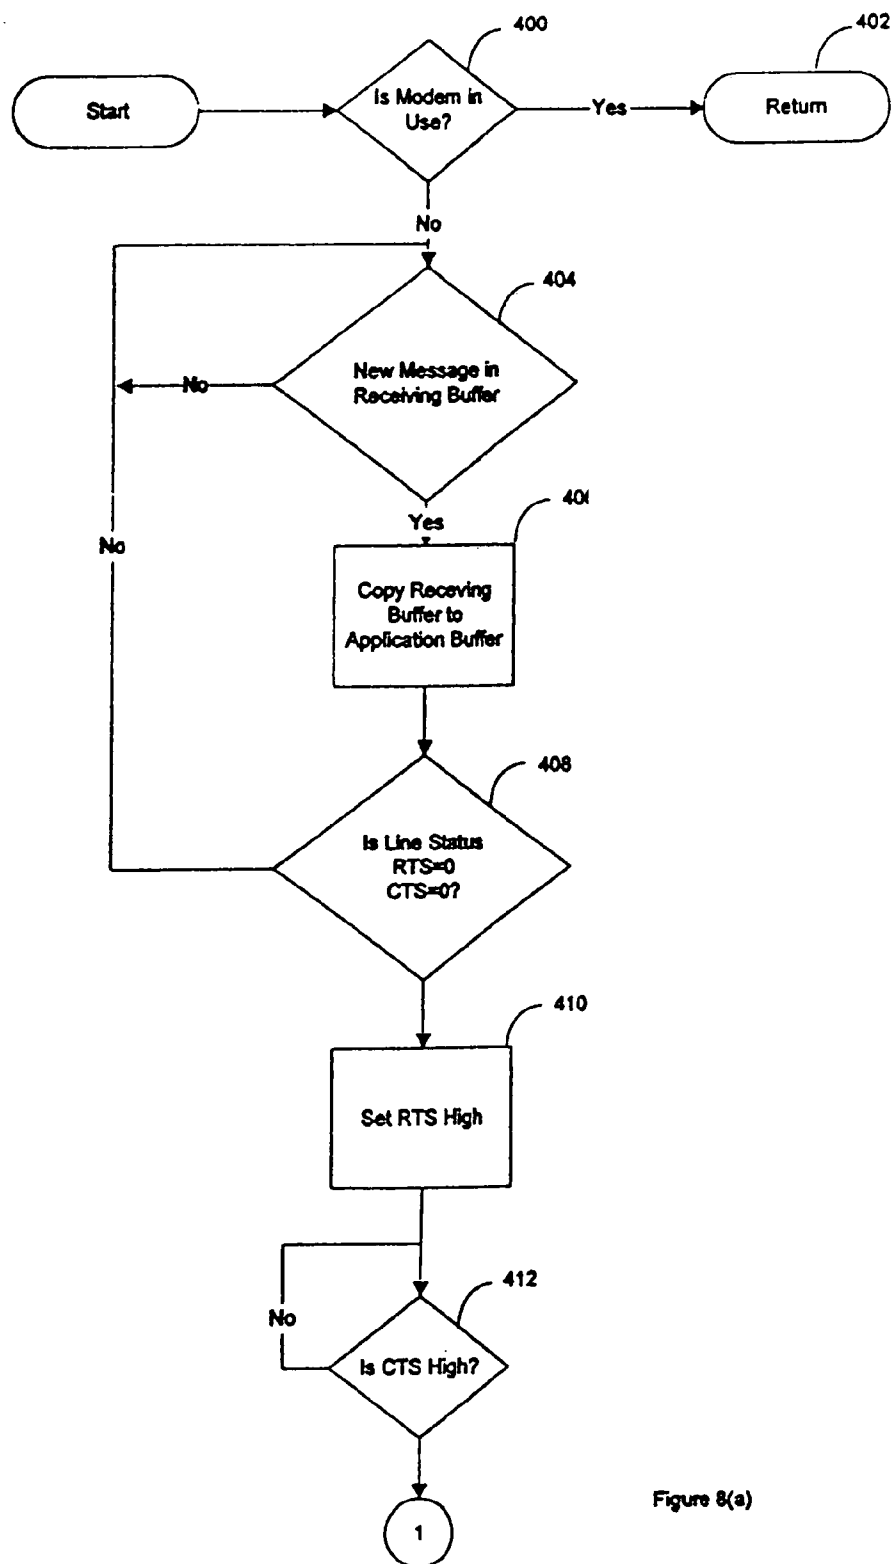 400
402
Start
Is Modem in
Use?
Yes
Return
No
404
New Message in
Receiving Buffer
No
Yes
No
Copy Receving
Buffer to
Application Buffer
408
Is Line Status
RTS=0
CTS=0?
410
Set RTS High
412
No
Is CTS High?
1
Figure 8(a)